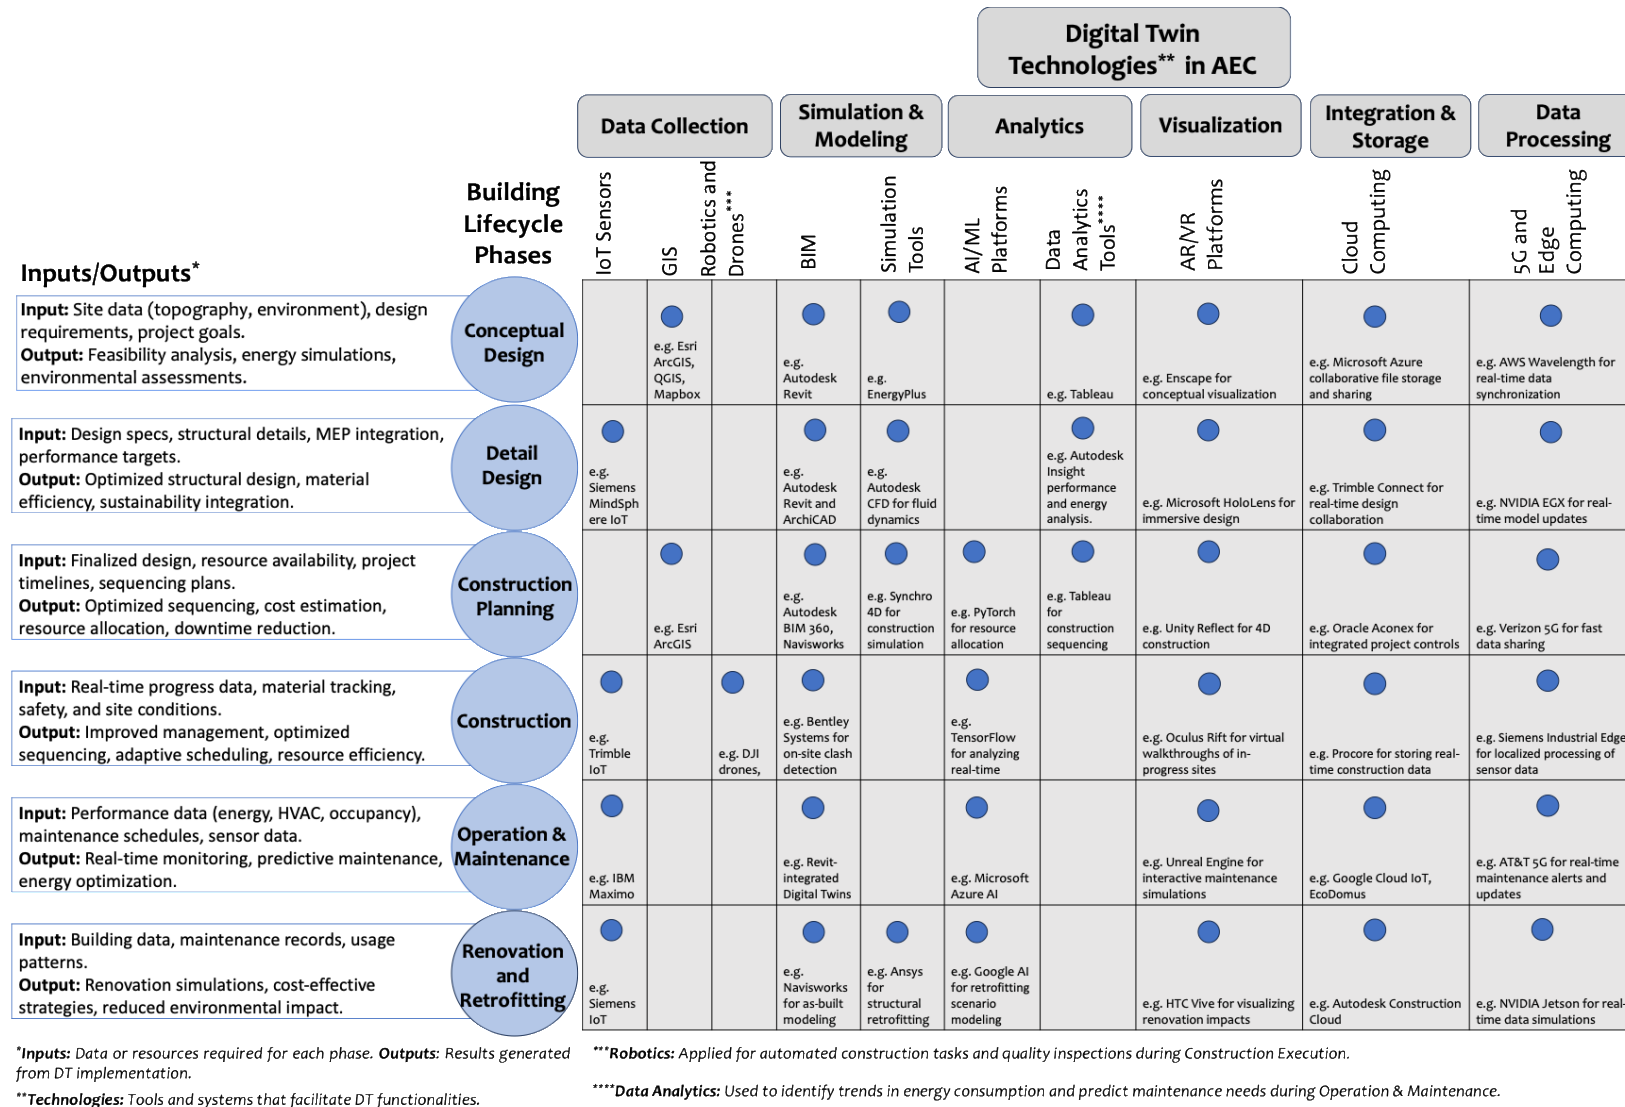 Digital Twin
Technologies** in AEC
Data Collection
Simulation &
Modeling
Analytics
Visualization
Integration &
Storage
Data
Processing
Building
Lifecycle
Phases
IoT Sensors
GIS
Robotics and
Drones***
BIM
Simulation
Tools
AI/ML
Platforms
Data
Analytics
Tools****
AR/VR
Platforms
Cloud
Computing
5G and
Edge
Computing
Inputs/Outputs*
Input: Site data (topography, environment), design
requirements, project goals.
Output: Feasibility analysis, energy simulations,
environmental assessments.
Conceptual
Design
e.g. Esri
ArcGIS,
QGIS,
Mapbox
e.g.
Autodesk
Revit
e.g.
EnergyPlus
e.g. Tableau
e.g. Enscape for
conceptual visualization
e.g. Microsoft Azure
collaborative file storage
and sharing
e.g. AWS Wavelength for
real-time data
synchronization
Input: Design specs, structural details, MEP integration,
performance targets.
Output: Optimized structural design, material
efficiency, sustainability integration.
Detail
Design
e.g.
Siemens
MindSph
ere IoT
e.g.
Autodesk
Revit and
ArchiCAD
e.g.
Autodesk
CFD for fluid
dynamics
e.g. Autodesk
Insight
performance
and energy
analysis.
e.g. Microsoft HoloLens for
immersive design
e.g. Trimble Connect for
real-time design
collaboration
e.g. NVIDIA EGX for real-
time model updates
Input: Finalized design, resource availability, project
timelines, sequencing plans.
Output: Optimized sequencing, cost estimation,
resource allocation, downtime reduction.
Construction
Planning
e.g. Esri
ArcGIS
e.g.
Autodesk
BIM 360,
Navisworks
e.g. Synchro
4D for
construction
simulation
e.g. PyTorch
for resource
allocation
e.g. Tableau
for
construction
sequencing
e.g. Unity Reflect for 4D
construction
e.g. Oracle Aconex for
integrated project controls
e.g. Verizon 5G for fast
data sharing
Input: Real-time progress data, material tracking,
safety, and site conditions.
Output: Improved management, optimized
sequencing, adaptive scheduling, resource efficiency.
Construction
e.g.
Trimble
IoT
e.g. DJI
drones,
e.g. Bentley
Systems for
on-site clash
detection
e.g.
TensorFlow
for analyzing
real-time
e.g. Oculus Rift for virtual
walkthroughs of in-
progress sites
e.g. Procore for storing real-
time construction data
e.g. Siemens Industrial Edge
for localized processing of
sensor data
Input: Performance data (energy, HVAC, occupancy),
maintenance schedules, sensor data.
Output: Real-time monitoring, predictive maintenance,
energy optimization.
Operation &
Maintenance
e.g. IBM
Maximo
e.g. Revit-
integrated
Digital Twins
e.g. Microsoft
Azure AI
e.g. Unreal Engine for
interactive maintenance
simulations
e.g. Google Cloud IoT,
EcoDomus
e.g. AT&T 5G for real-time
maintenance alerts and
updates
Input: Building data, maintenance records, usage
patterns.
Output: Renovation simulations, cost-effective
strategies, reduced environmental impact.
Renovation
and
Retrofitting
e.g.
Siemens
IoT
e.g.
Navisworks
for as-built
modeling
e.g. Ansys
for
structural
retrofitting
e.g. Google AI
for retrofitting
scenario
modeling
e.g. HTC Vive for visualizing
renovation impacts
e.g. Autodesk Construction
Cloud
e.g. NVIDIA Jetson for real-
time data simulations
*Inputs: Data or resources required for each phase. Outputs: Results generated
from DT implementation.
**Technologies: Tools and systems that facilitate DT functionalities.
***Robotics: Applied for automated construction tasks and quality inspections during Construction Execution.
****Data Analytics: Used to identify trends in energy consumption and predict maintenance needs during Operation & Maintenance.